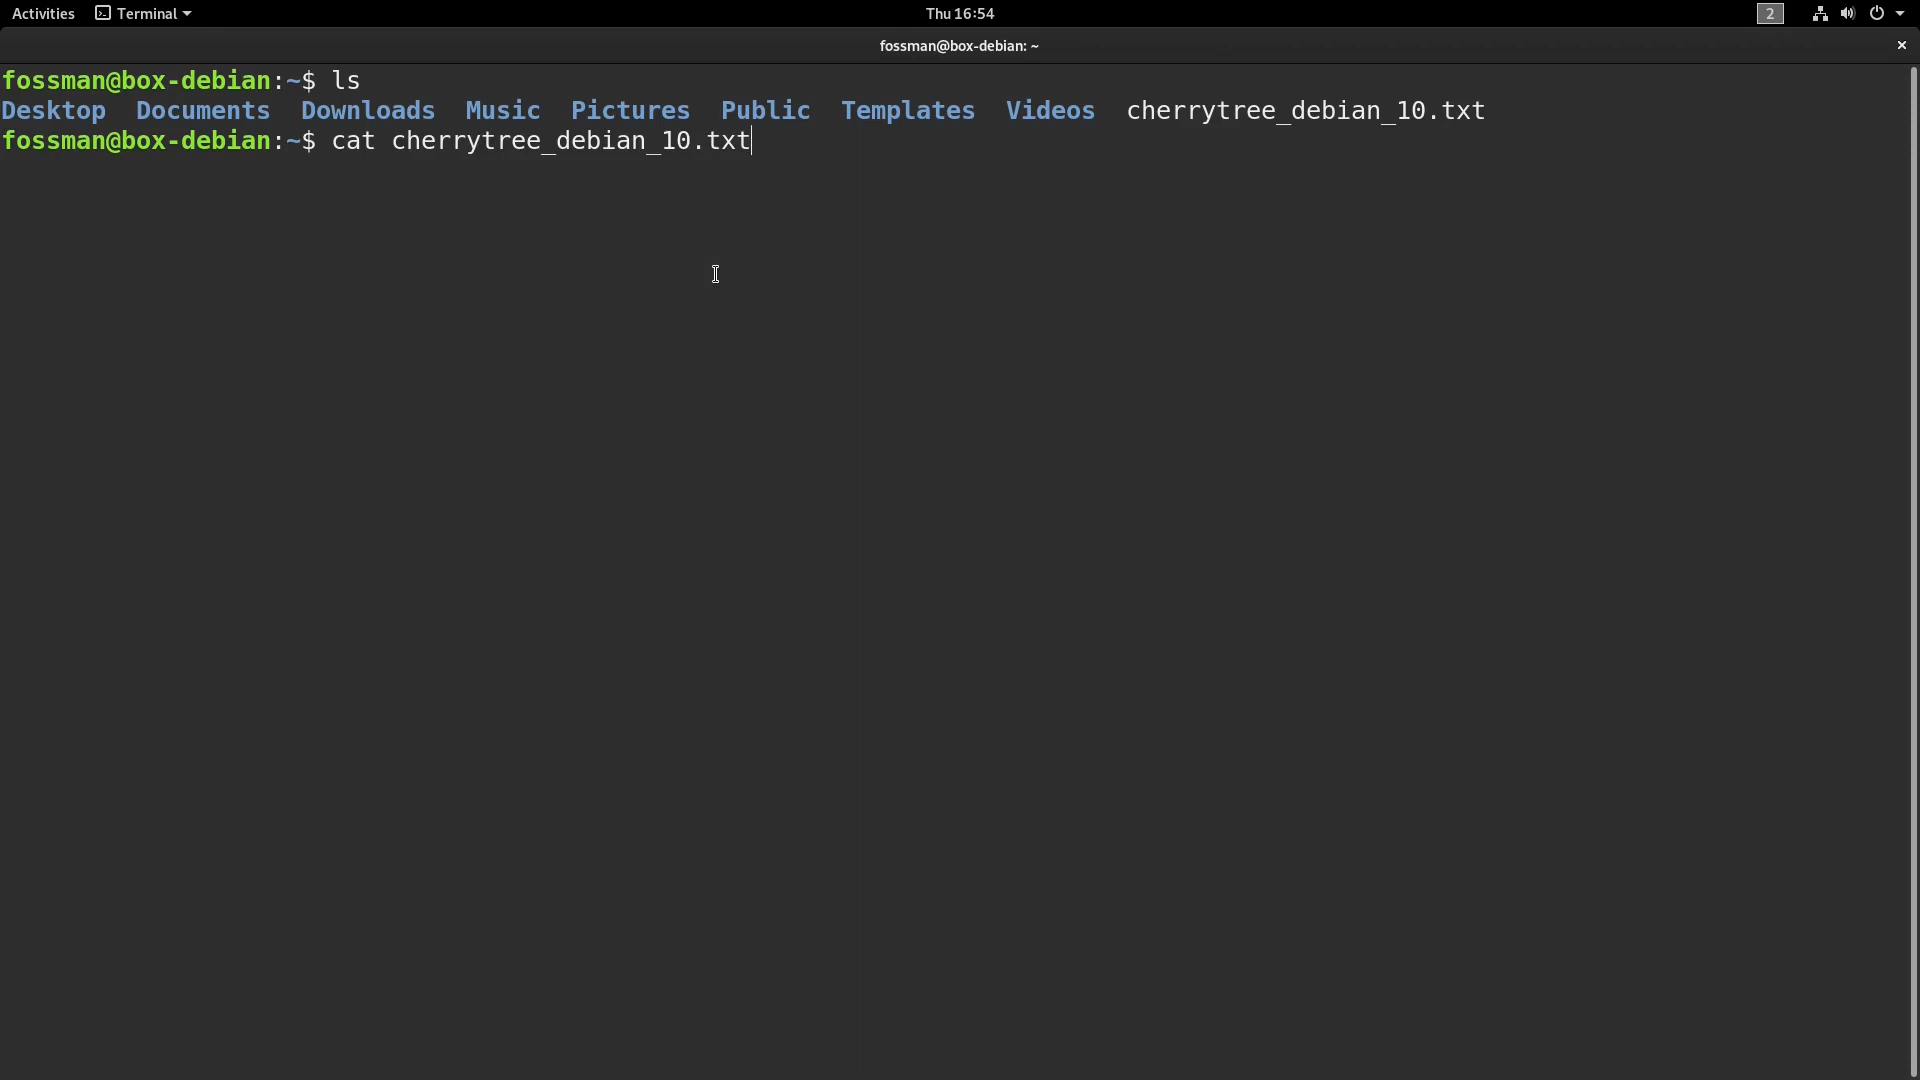 Activities Terminal Thu 16:54 2
fossman@box-debian: ~
fossman@box-debian:~$ ls
Desktop Documents Downloads Music Pictures Public Templates Videos cherrytree_debian_10.txt
fossman@box-debian:~$ cat cherrytree_debian_10.txt